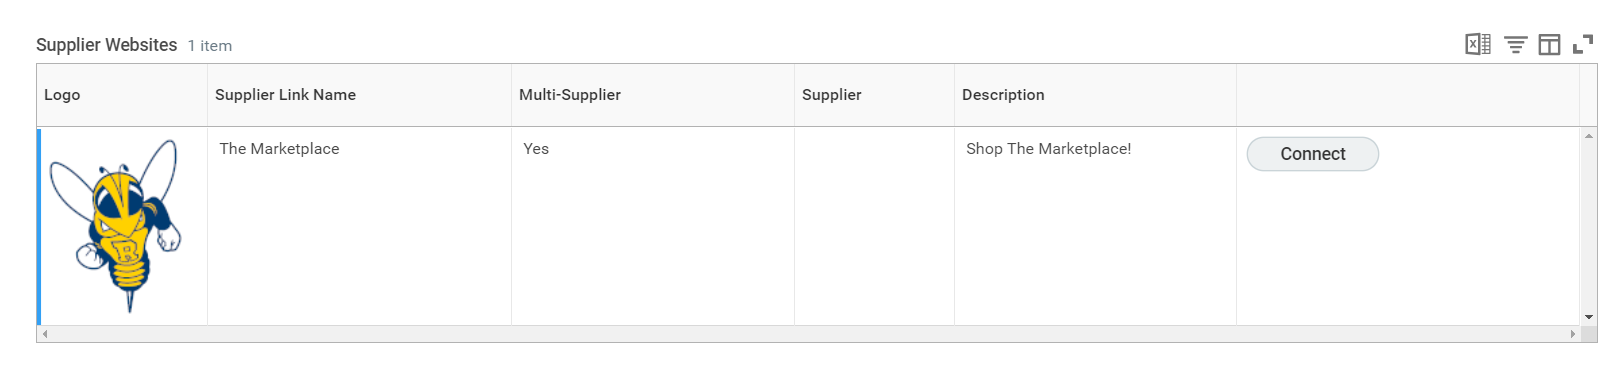 Supplier Websites 1 item
Logo Supplier Link Name Multi-Supplier Supplier Description
The Marketplace Yes Shop The Marketplace! Connect
R